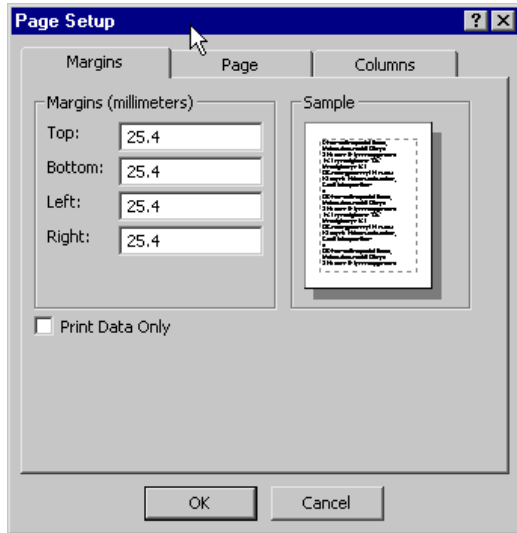 Page Setup
Margins Page Columns
Margins (millimeters)
Top: 25.4
Bottom: 25.4
Left: 25.4
Right: 25.4
Sample
Print Data Only
OK Cancel